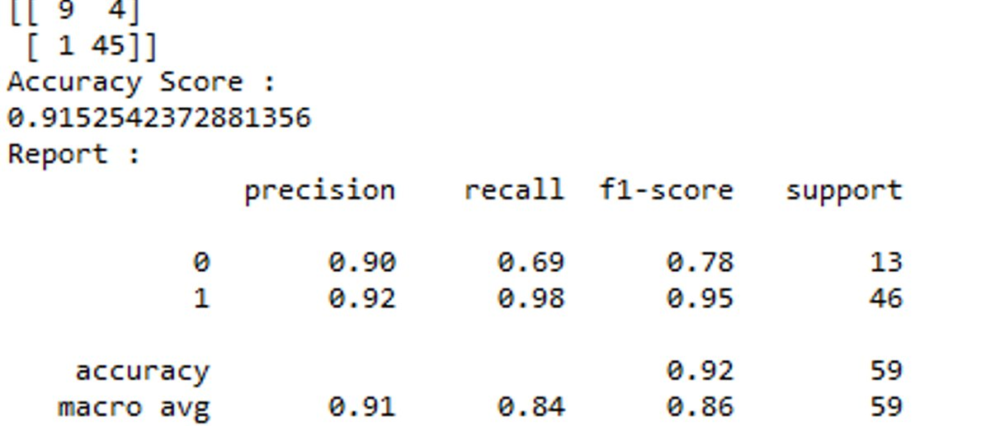 [[ 9  4]
 [ 1 45]]
Accuracy Score :
0.9152542372881356
Report :
              precision    recall  f1-score   support

           0       0.90      0.69      0.78        13
           1       0.92      0.98      0.95        46

    accuracy                           0.92        59
   macro avg       0.91      0.84      0.86        59